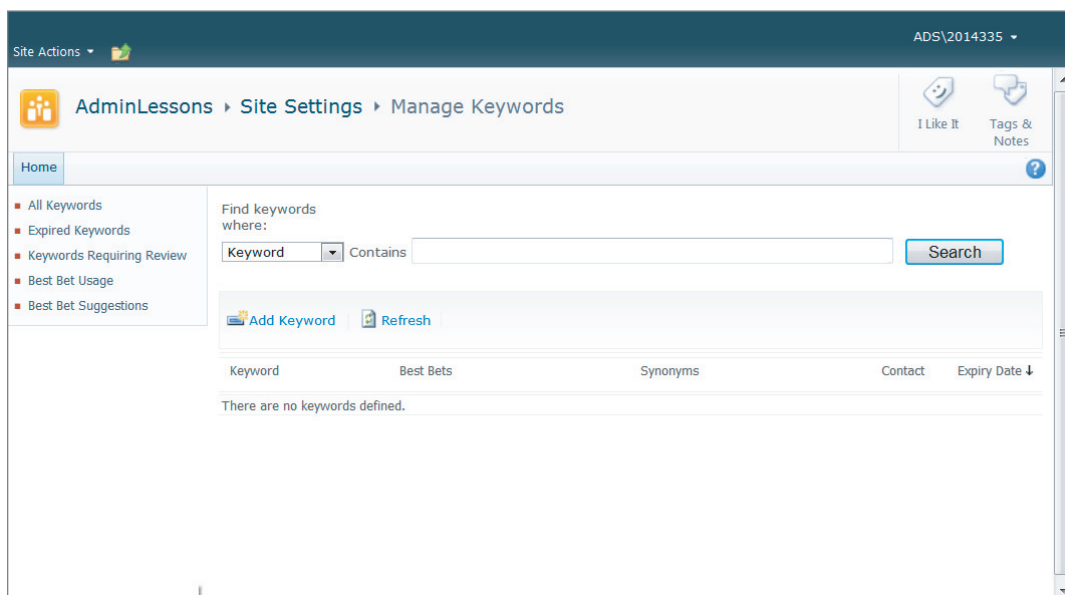 ADS\2014335
Site Actions
AdminLessons Site Settings Manage Keywords
I Like It
Tags &
Notes
Home
?
All Keywords
Expired Keywords
Keywords Requiring Review
Best Bet Usage
Best Bet Suggestions
Find keywords
where:
Keyword Contains Search
Add Keyword Refresh
Keyword Best Bets Synonyms Contact Expiry Date
There are no keywords defined.